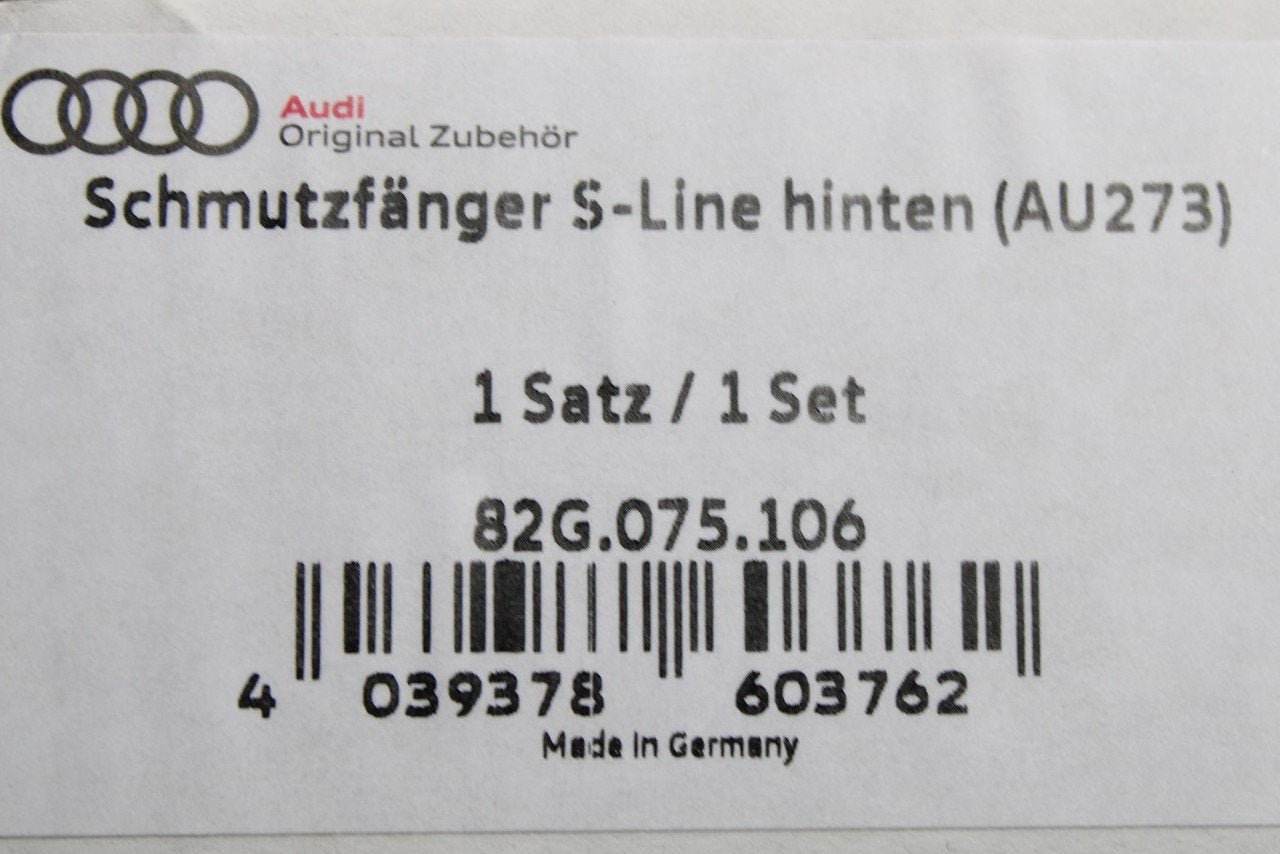 Audi
Original Zubehör
Schmutzfänger S-Line hinten (AU273)
1 Satz / 1 Set
82G.075.106
4 039378 603762
Made in Germany